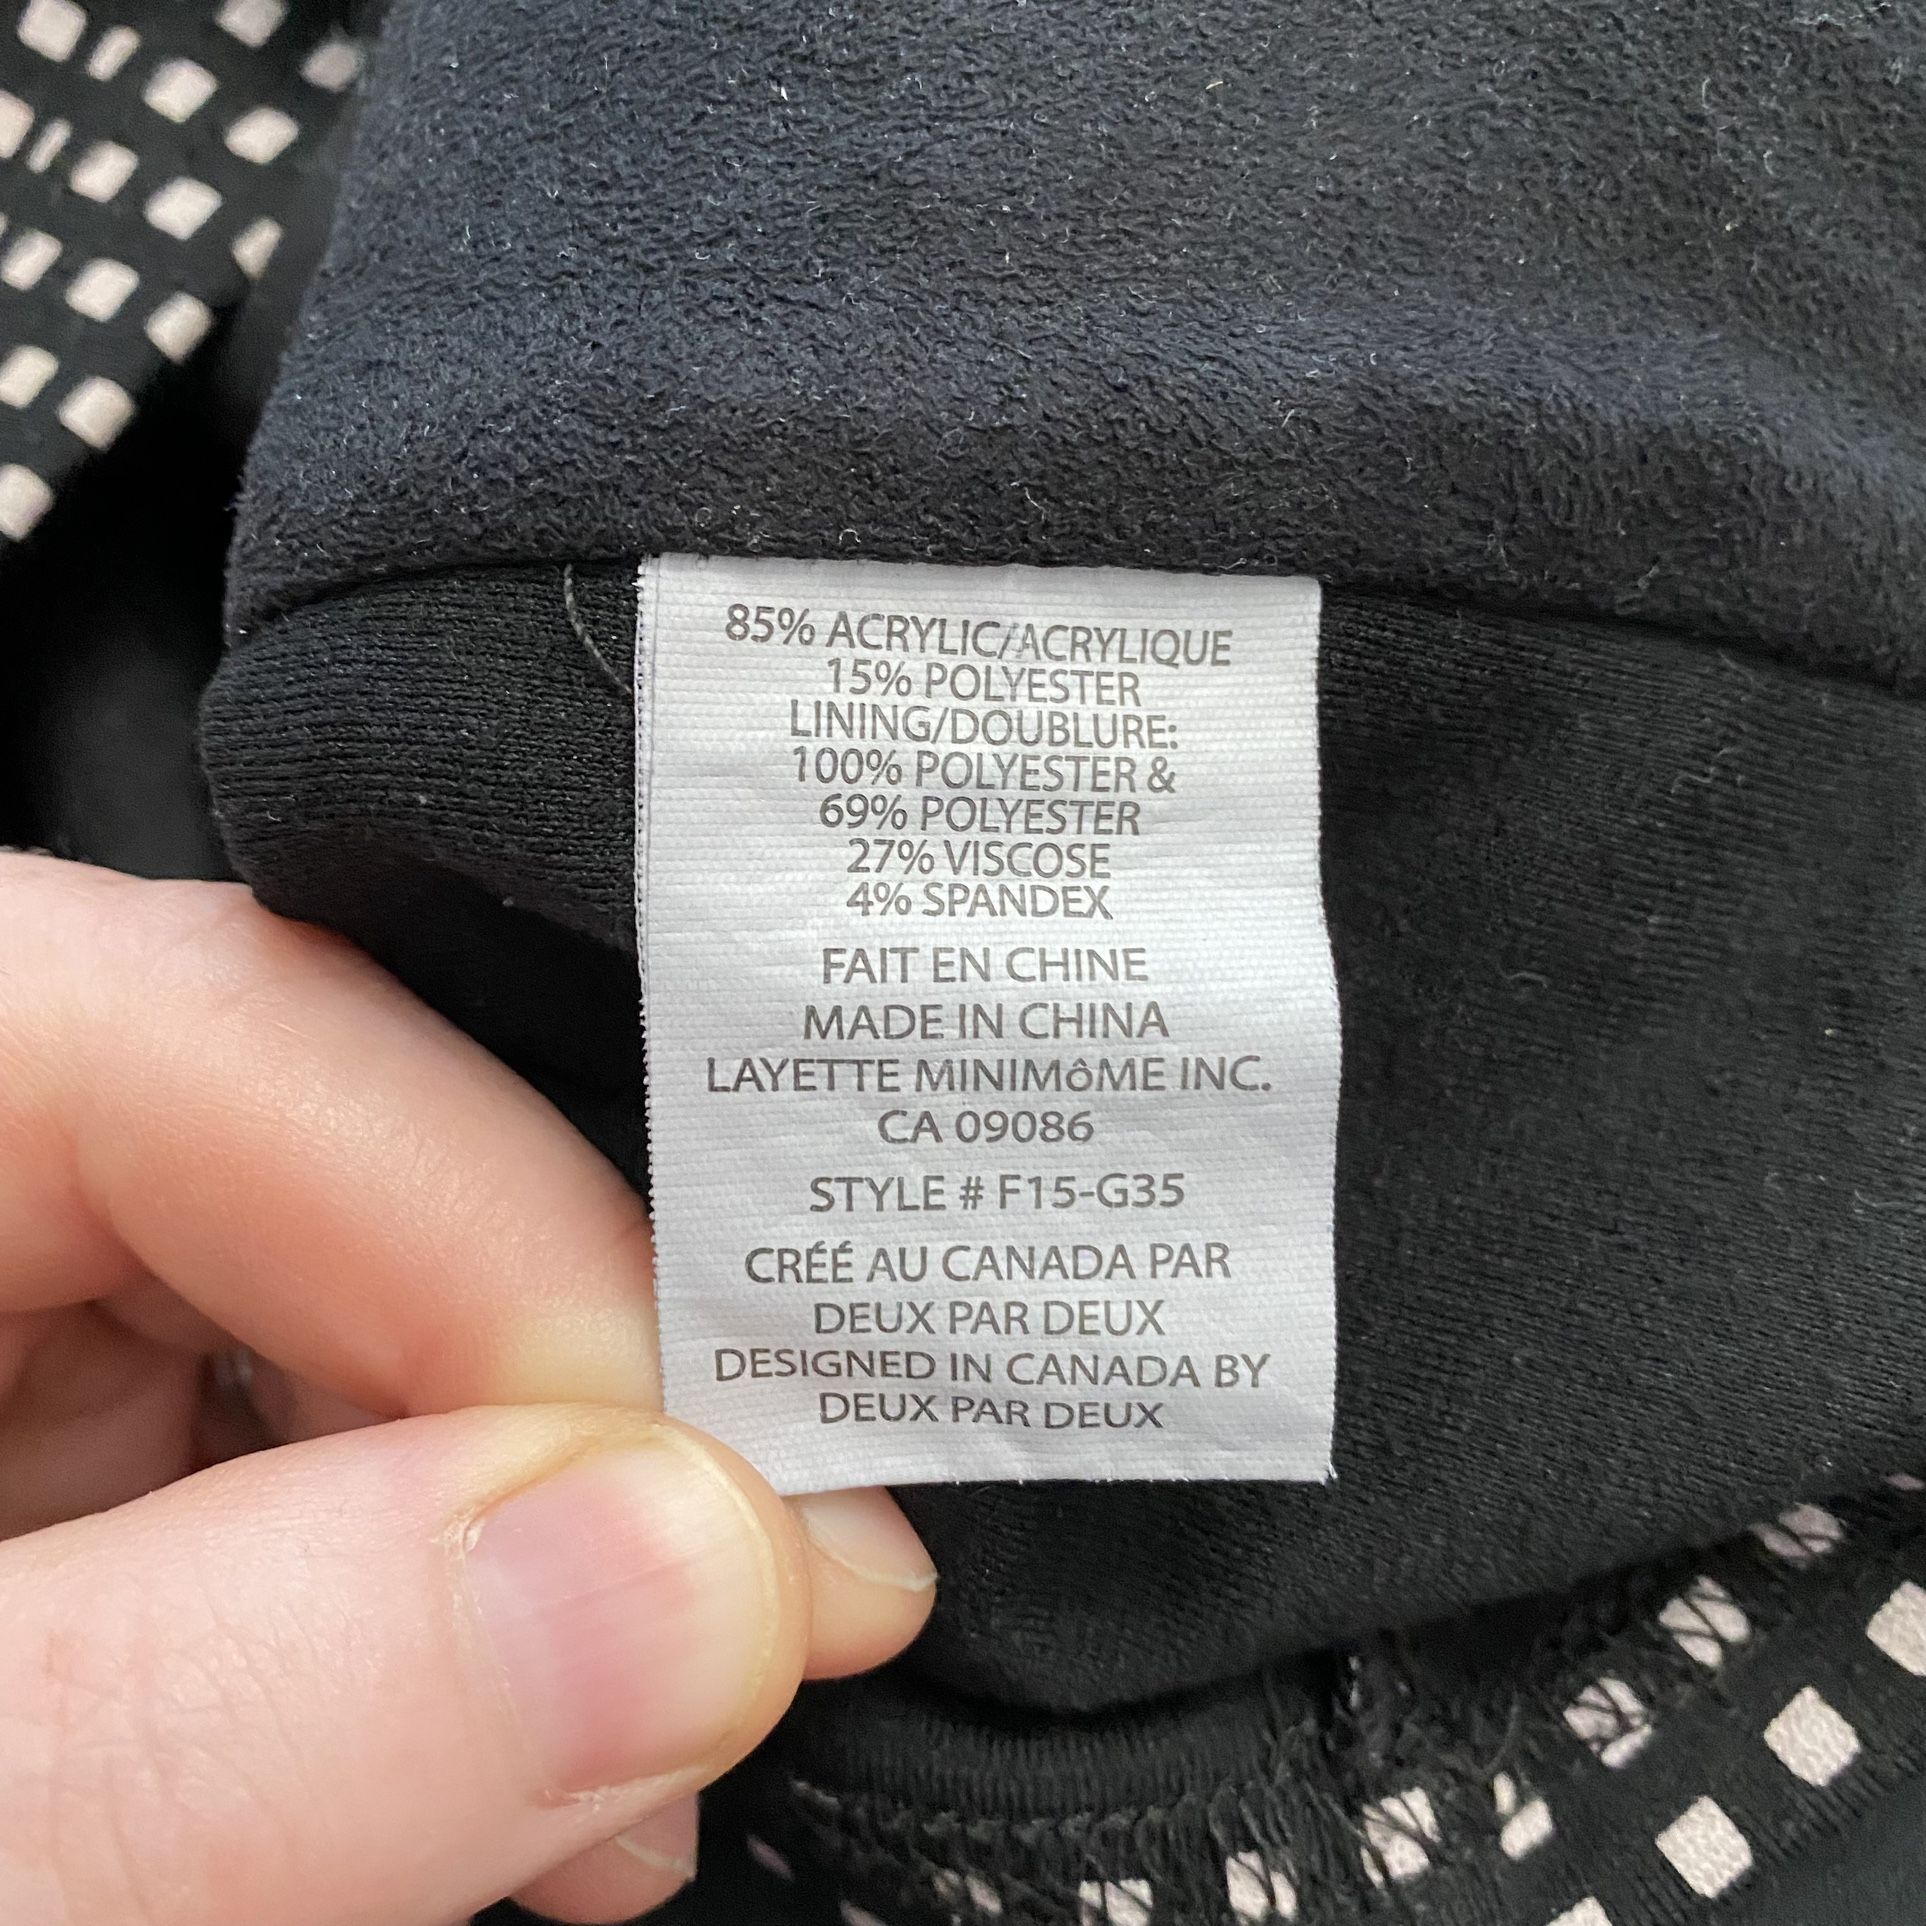 85% ACRYLIC/ACRYLIQUE
15% POLYESTER
LINING/DOUBLURE:
100% POLYESTER &
69% POLYESTER
27% VISCOSE
4% SPANDEX
FAIT EN CHINE
MADE IN CHINA
LAYETTE MINIMôME INC.
CA 09086
STYLE # F15-G35
CRÉÉ AU CANADA PAR
DEUX PAR DEUX
DESIGNED IN CANADA BY
DEUX PAR DEUX